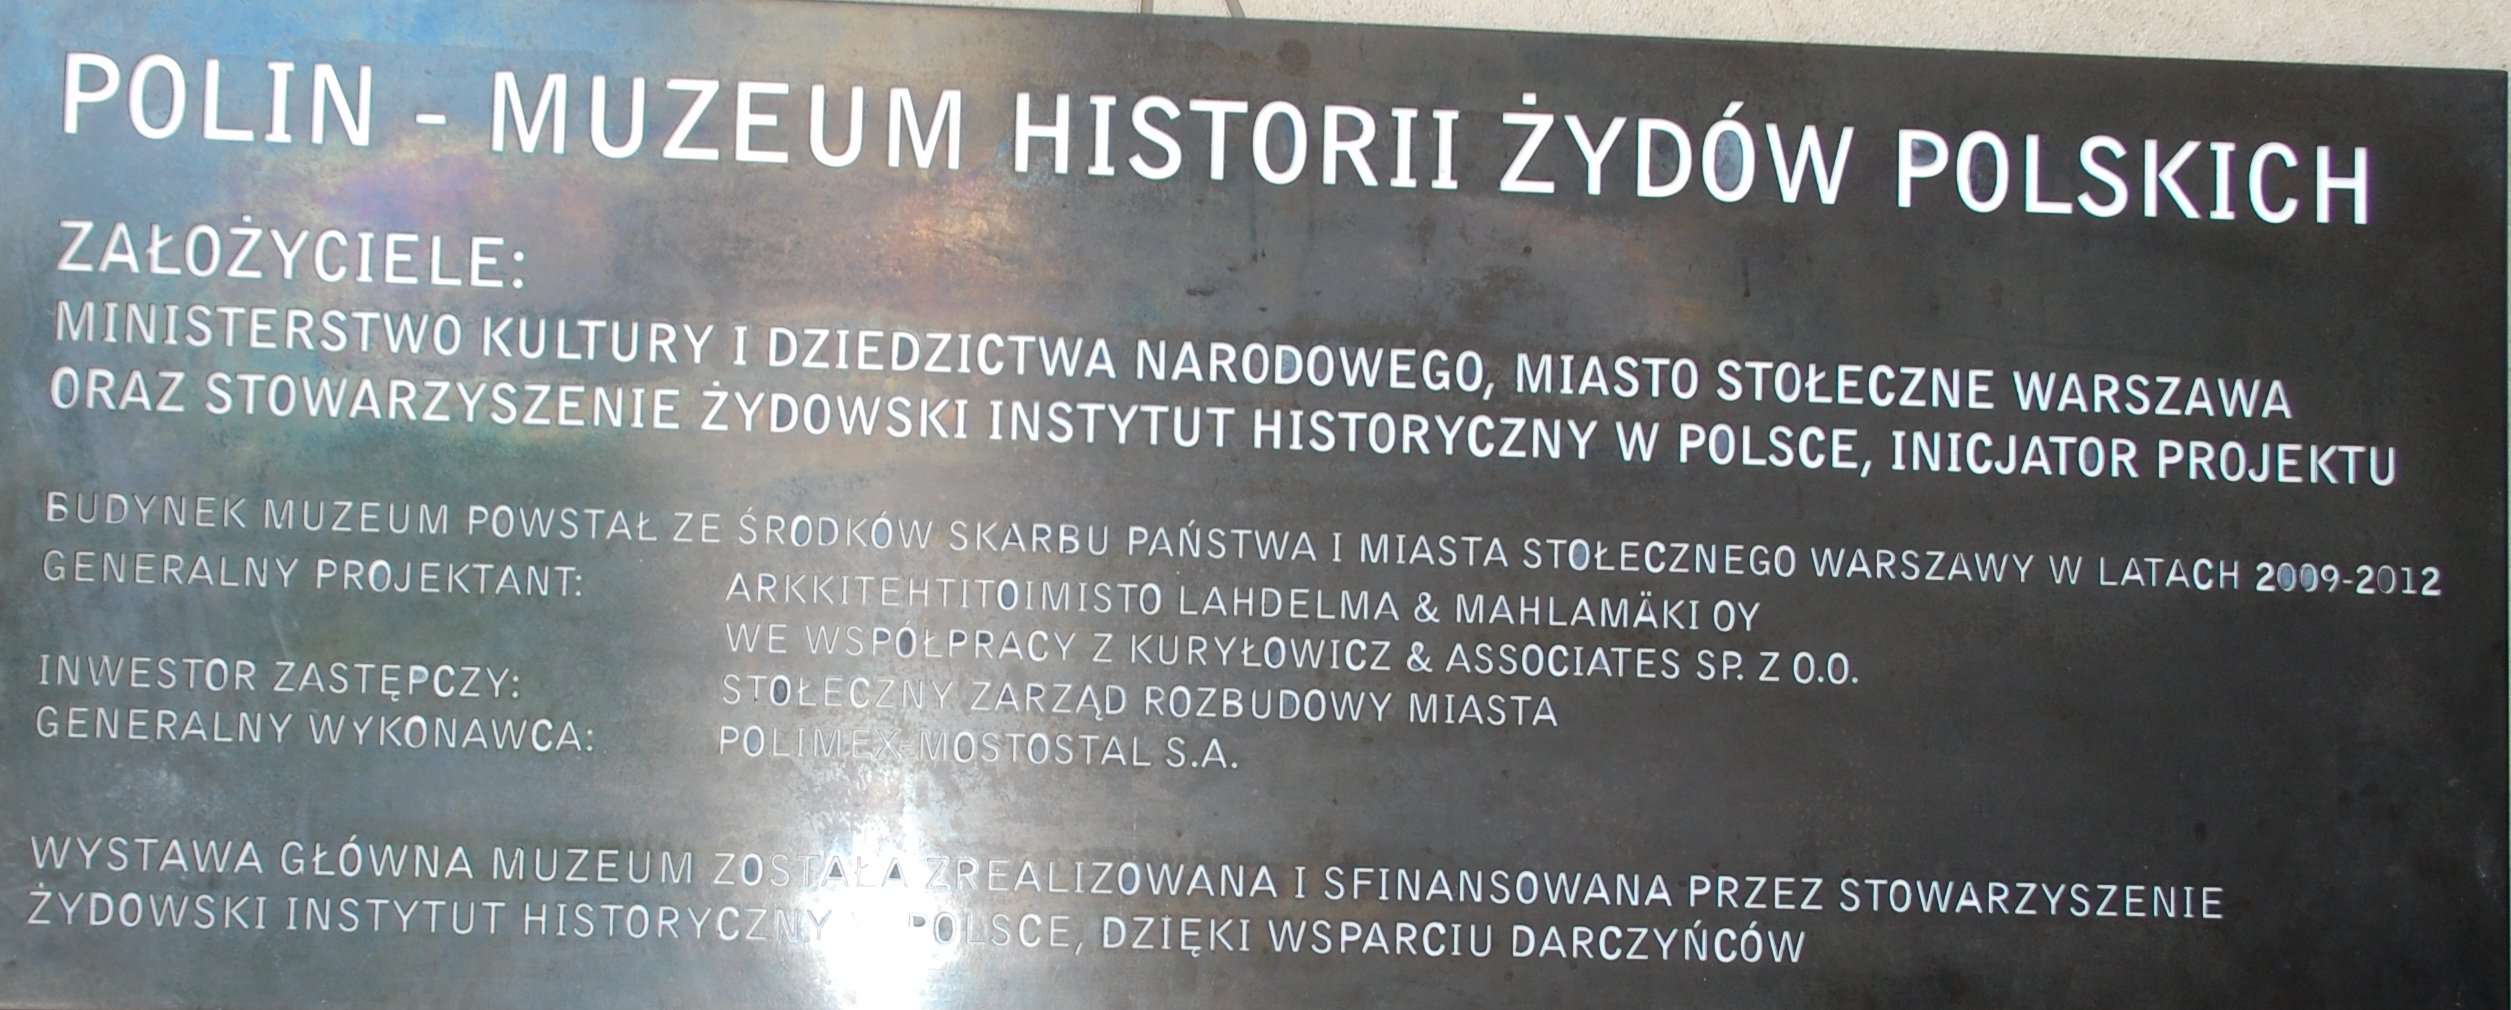 POLIN - MUZEUM HISTORII ŻYDÓW POLSKICH
ZAŁOŻYCIELE:
MINISTERSTWO KULTURY I DZIEDZICTWA NARODOWEGO, MIASTO STOŁECZNE WARSZAWA
ORAZ STOWARZYSZENIE ŻYDOWSKI INSTYTUT HISTORYCZNY W POLSCE, INICJATOR PROJEKTU
BUDYNEK MUZEUM POWSTAŁ ZE ŚRODKÓW SKARBU PAŃSTWA I MIASTA STOŁECZNEGO WARSZAWY W LATACH 2009-2012
GENERALNY PROJEKTANT: ARKKITEHTITOIMISTO LAHDELMA & MAHLAMÄKI OY
WE WSPÓŁPRACY Z KURYŁOWICZ & ASSOCIATES SP. Z O.O.
INWESTOR ZASTĘPCZY: STOŁECZNY ZARZĄD ROZBUDOWY MIASTA
GENERALNY WYKONAWCA: POLIMEX-MOSTOSTAL S.A.
WYSTAWA GŁÓWNA MUZEUM ZOSTAŁA ZREALIZOWANA I SFINANSOWANA PRZEZ STOWARZYSZENIE
ŻYDOWSKI INSTYTUT HISTORYCZNY POLSCE, DZIĘKI WSPARCIU DARCZYŃCÓW